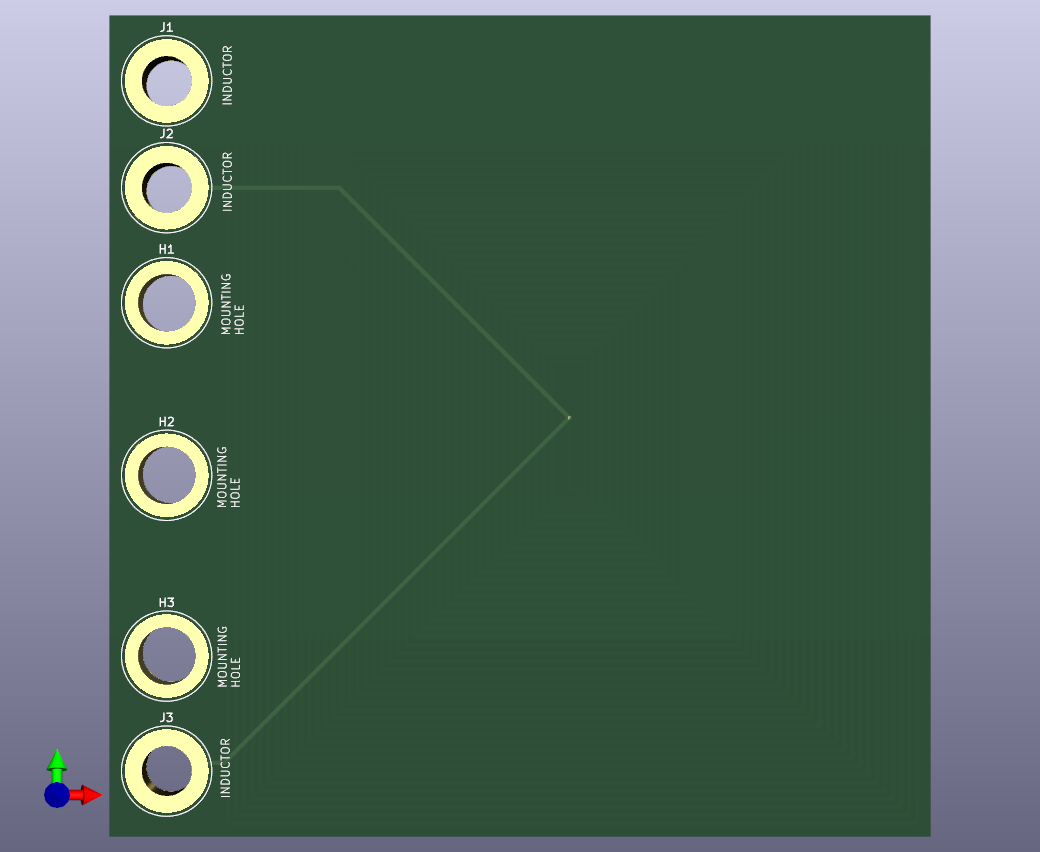 J1
INDUCTOR
J2
INDUCTOR
H1
MOUNTING
HOLE
H2
MOUNTING
HOLE
H3
MOUNTING
HOLE
J3
INDUCTOR